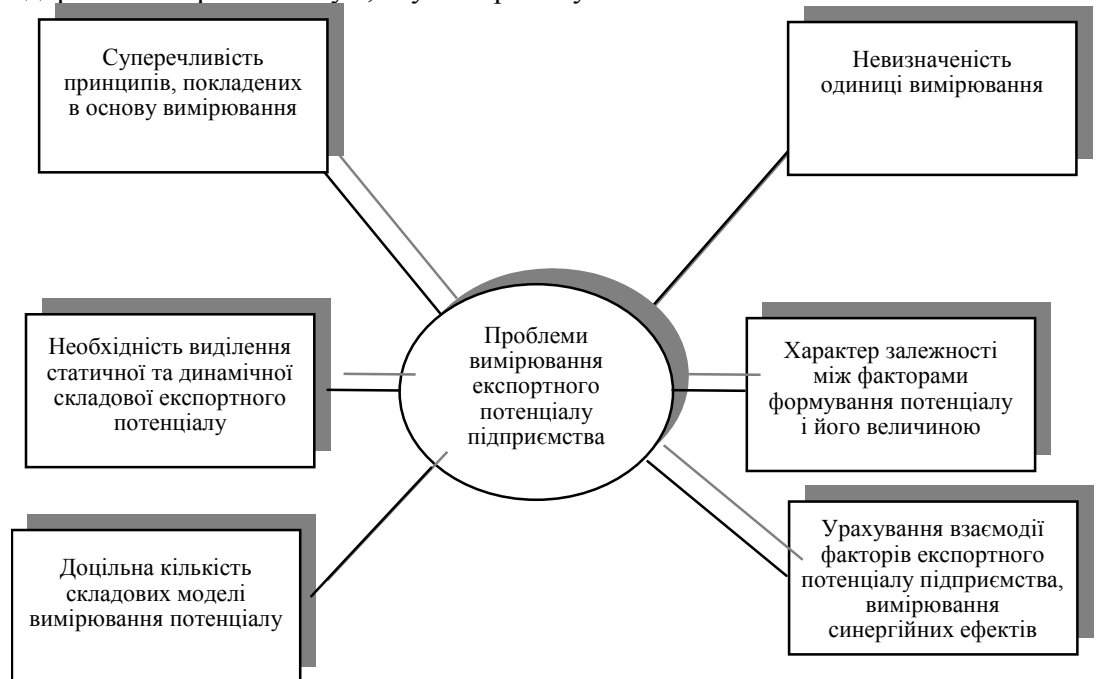 Суперечливість
принципів, покладених
в основу вимірювання
Невизначеність
одиниці вимірювання
Необхідність виділення
статичної та динамічної
складової експортного
потенціалу
Проблеми
вимірювання
експортного
потенціалу
підприємства
Характер залежності
між факторами
формування потенціалу
і його величиною
Доцільна кількість
складових моделі
вимірювання потенціалу
Урахування взаємодії
факторів експортного
потенціалу підприємства,
вимірювання
синергійних ефектів